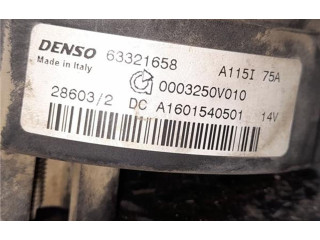 DENSO 63321658 A115I 75A
Made in Italy
0003250V010
28603/2 DC A1601540501 14V